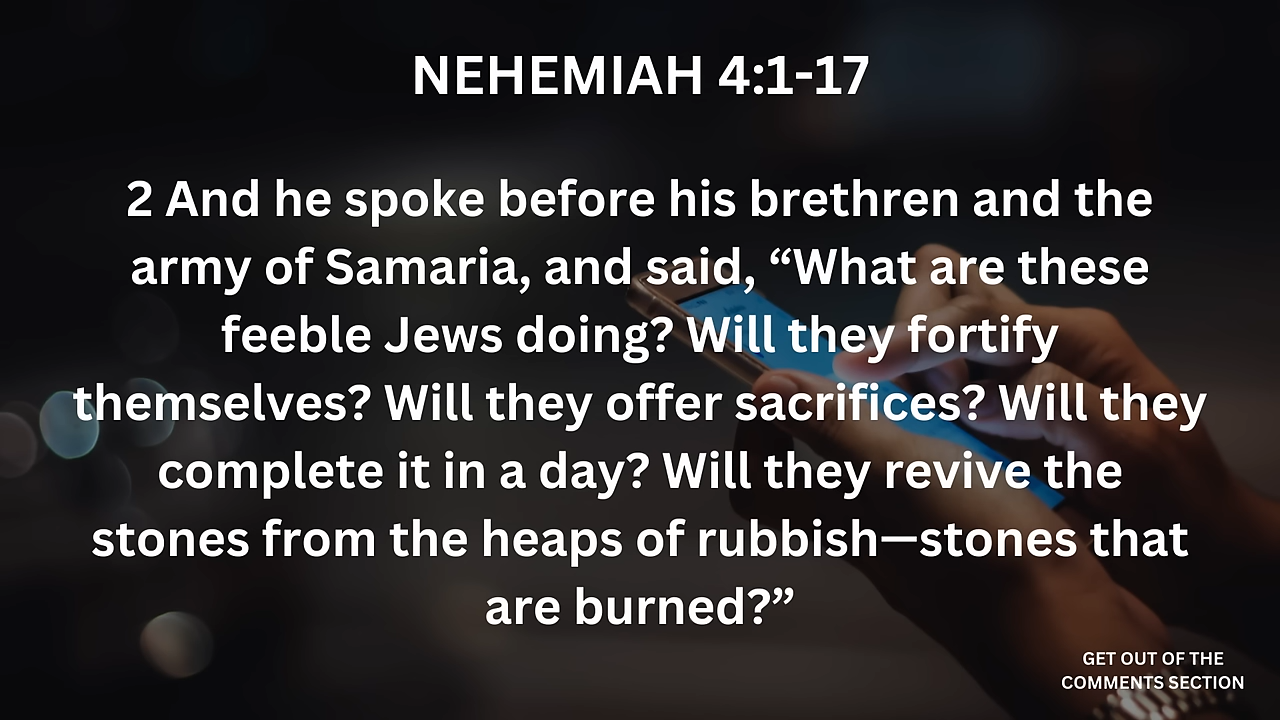 NEHEMIAH 4:1-17
2 And he spoke before his brethren and the
army of Samaria, and said, “What are these
feeble Jews doing? Will they fortify
themselves? Will they offer sacrifices? Will they
complete it in a day? Will they revive the
stones from the heaps of rubbish—stones that
are burned?”
GET OUT OF THE
COMMENTS SECTION